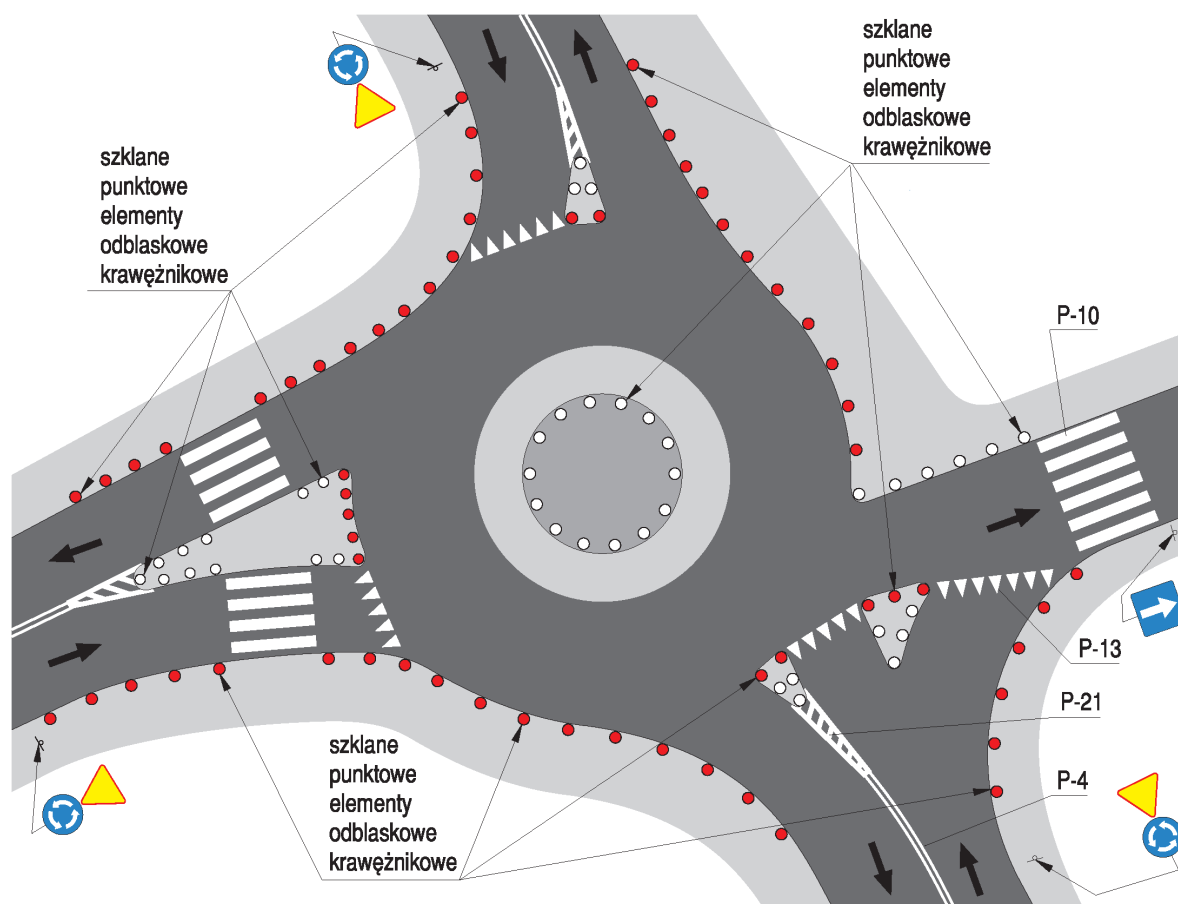 szklane
punktowe
elementy
odblaskowe
krawężnikowe
szklane
punktowe
elementy
odblaskowe
krawężnikowe
P-10
P-13
P-21
P-4
szklane
punktowe
elementy
odblaskowe
krawężnikowe